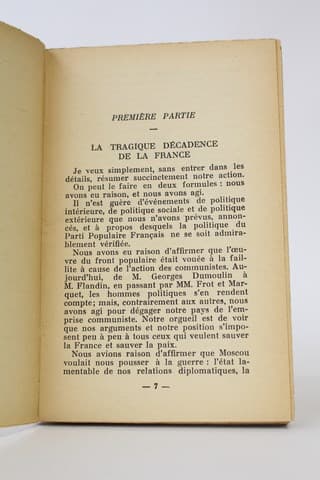 PREMIÈRE PARTIE
—
LA TRAGIQUE DÉCADENCE
DE LA FRANCE
Je veux simplement, sans entrer dans les
détails, résumer succinctement notre action.
On peut le faire en deux formules : nous
avons eu raison, et nous avons agi.
Il n'est guère d'événements de politique
intérieure, de politique sociale et de politique
extérieure que nous n'ayons prévus, annon-
cés, et à propos desquels la politique du
Parti Populaire Français ne se soit admira-
blement vérifiée.
Nous avons eu raison d'affirmer que l'œu-
vre du front populaire était vouée à la fail-
lite à cause de l'action des communistes. Au-
jourd'hui, de M. Georges Dumoulin à
M. Flandin, en passant par MM. Frot et Mar-
quet, les hommes politiques s'en rendent
compte; mais, contrairement aux autres, nous
avons agi pour dégager notre pays de l'em-
prise communiste. Notre orgueil est de voir
que nos arguments et notre position s'impo-
sent peu à peu à tous ceux qui veulent sauver
la France et sauver la paix.
Nous avions raison d'affirmer que Moscou
voulait nous pousser à la guerre : l'état la-
mentable de nos relations diplomatiques, la
— 7 —